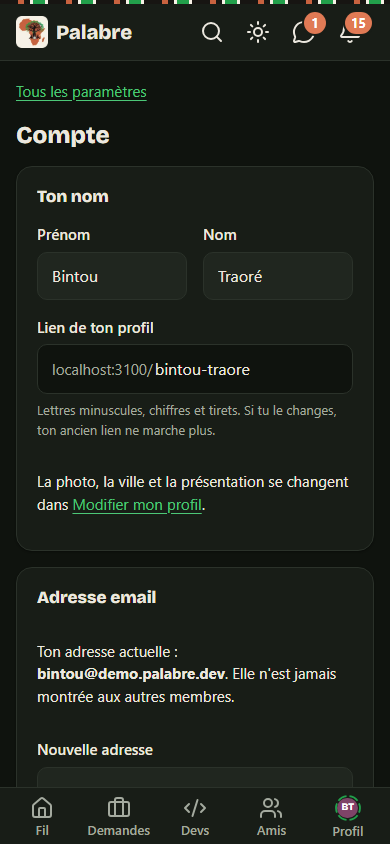 Palabre
1
15
Tous les paramètres
Compte
Ton nom
Prénom
Nom
Bintou
Traoré
Lien de ton profil
localhost:3100/bintou-traore
Lettres minuscules, chiffres et tirets. Si tu le changes,
ton ancien lien ne marche plus.
La photo, la ville et la présentation se changent
dans Modifier mon profil.
Adresse email
Ton adresse actuelle :
bintou@demo.palabre.dev. Elle n'est jamais
montrée aux autres membres.
Nouvelle adresse
BT
Fil
Demandes
Devs
Amis
Profil